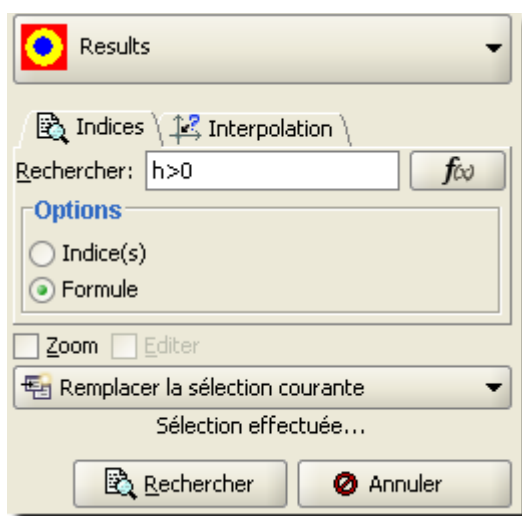 Results
Indices Interpolation
Rechercher: h>0 f(x)
Options
Indice(s)
Formule
Zoom Editer
Remplacer la sélection courante
Sélection effectuée...
Rechercher Annuler